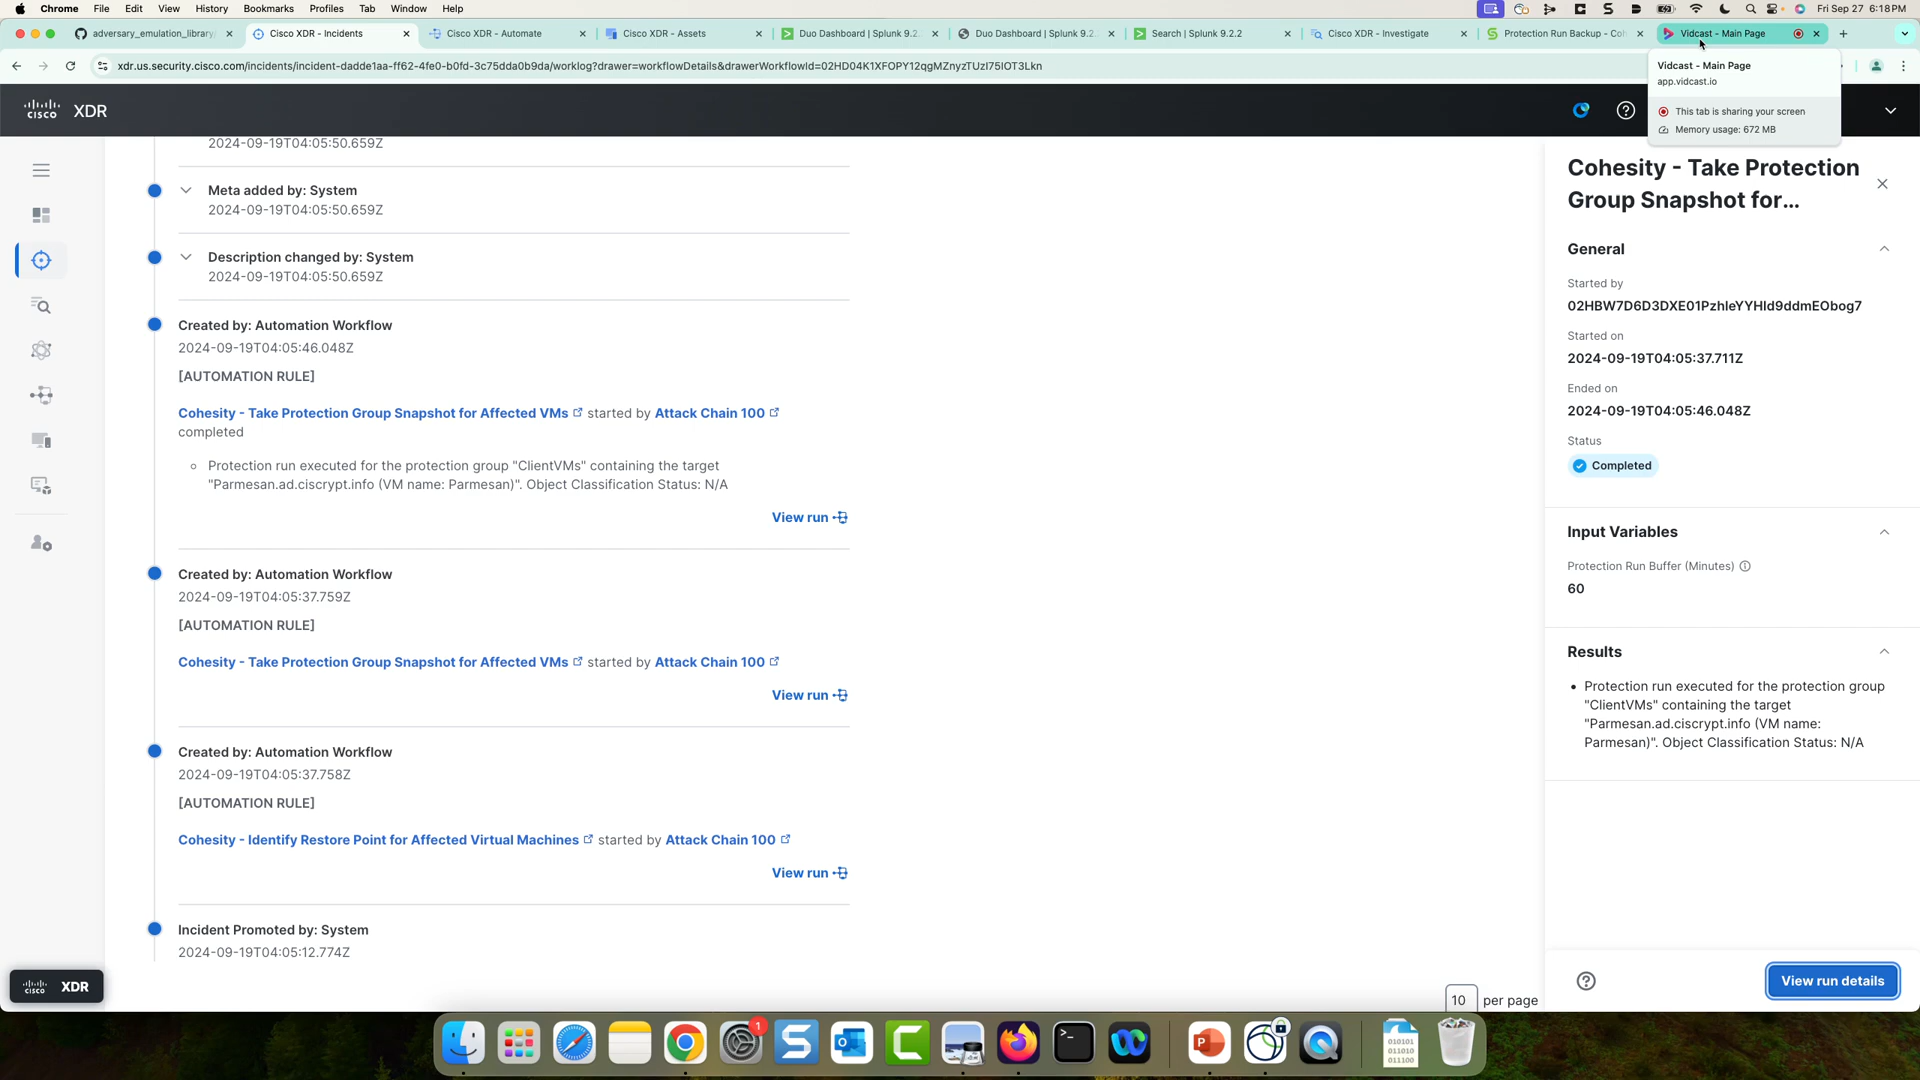 Chrome File Edit View History Bookmarks Profiles Tab Window Help
Fri Sep 27 6:18 PM
adversary_emulation_library
Cisco XDR - Incidents
Cisco XDR - Automate
Cisco XDR - Assets
Duo Dashboard | Splunk 9.2.
Duo Dashboard | Splunk 9.2.
Search | Splunk 9.2.2
Cisco XDR - Investigate
Protection Run Backup - Coh
Vidcast - Main Page
xdr.us.security.cisco.com/incidents/incident-dadde1aa-ff62-4fe0-b0fd-3c75dda0b9da/worklog?drawer=workflowDetails&drawerWorkflowId=02HD04K1XFOPY12qgMZnyzTUzI75IOT3Lkn
Vidcast - Main Page
app.vidcast.io
This tab is sharing your screen
Memory usage: 672 MB
cisco XDR
2024-09-19T04:05:50.659Z
Meta added by: System
2024-09-19T04:05:50.659Z
Description changed by: System
2024-09-19T04:05:50.659Z
Created by: Automation Workflow
2024-09-19T04:05:46.048Z
[AUTOMATION RULE]
Cohesity - Take Protection Group Snapshot for Affected VMs started by Attack Chain 100
completed
Protection run executed for the protection group "ClientVMs" containing the target
"Parmesan.ad.ciscrypt.info (VM name: Parmesan)". Object Classification Status: N/A
View run
Created by: Automation Workflow
2024-09-19T04:05:37.759Z
[AUTOMATION RULE]
Cohesity - Take Protection Group Snapshot for Affected VMs started by Attack Chain 100
View run
Created by: Automation Workflow
2024-09-19T04:05:37.758Z
[AUTOMATION RULE]
Cohesity - Identify Restore Point for Affected Virtual Machines started by Attack Chain 100
View run
Incident Promoted by: System
2024-09-19T04:05:12.774Z
10 per page
cisco XDR
Cohesity - Take Protection
Group Snapshot for...
General
Started by
02HBW7D6D3DXE01PzhleYYHld9ddmEObog7
Started on
2024-09-19T04:05:37.711Z
Ended on
2024-09-19T04:05:46.048Z
Status
Completed
Input Variables
Protection Run Buffer (Minutes)
60
Results
Protection run executed for the protection group
"ClientVMs" containing the target
"Parmesan.ad.ciscrypt.info (VM name:
Parmesan)". Object Classification Status: N/A
View run details
1
010101
011010
011100